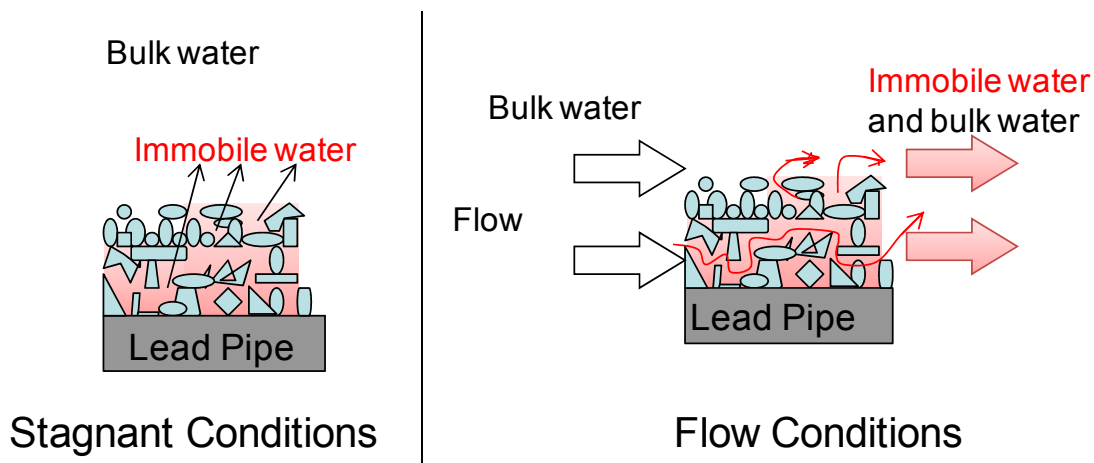 Bulk water
Immobile water
Lead Pipe
Stagnant Conditions
Bulk water
Immobile water
and bulk water
Flow
Lead Pipe
Flow Conditions